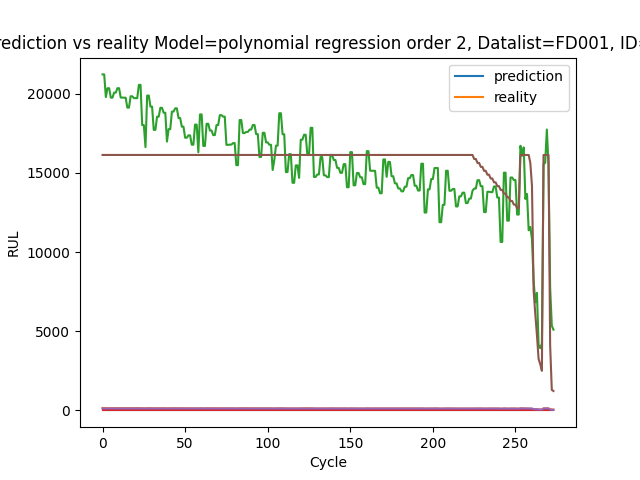 rediction vs reality Model=polynomial regression order 2, Datalist=FD001, ID=
prediction
reality
20000
15000
10000
5000
0
RUL
0 50 100 150 200 250
Cycle